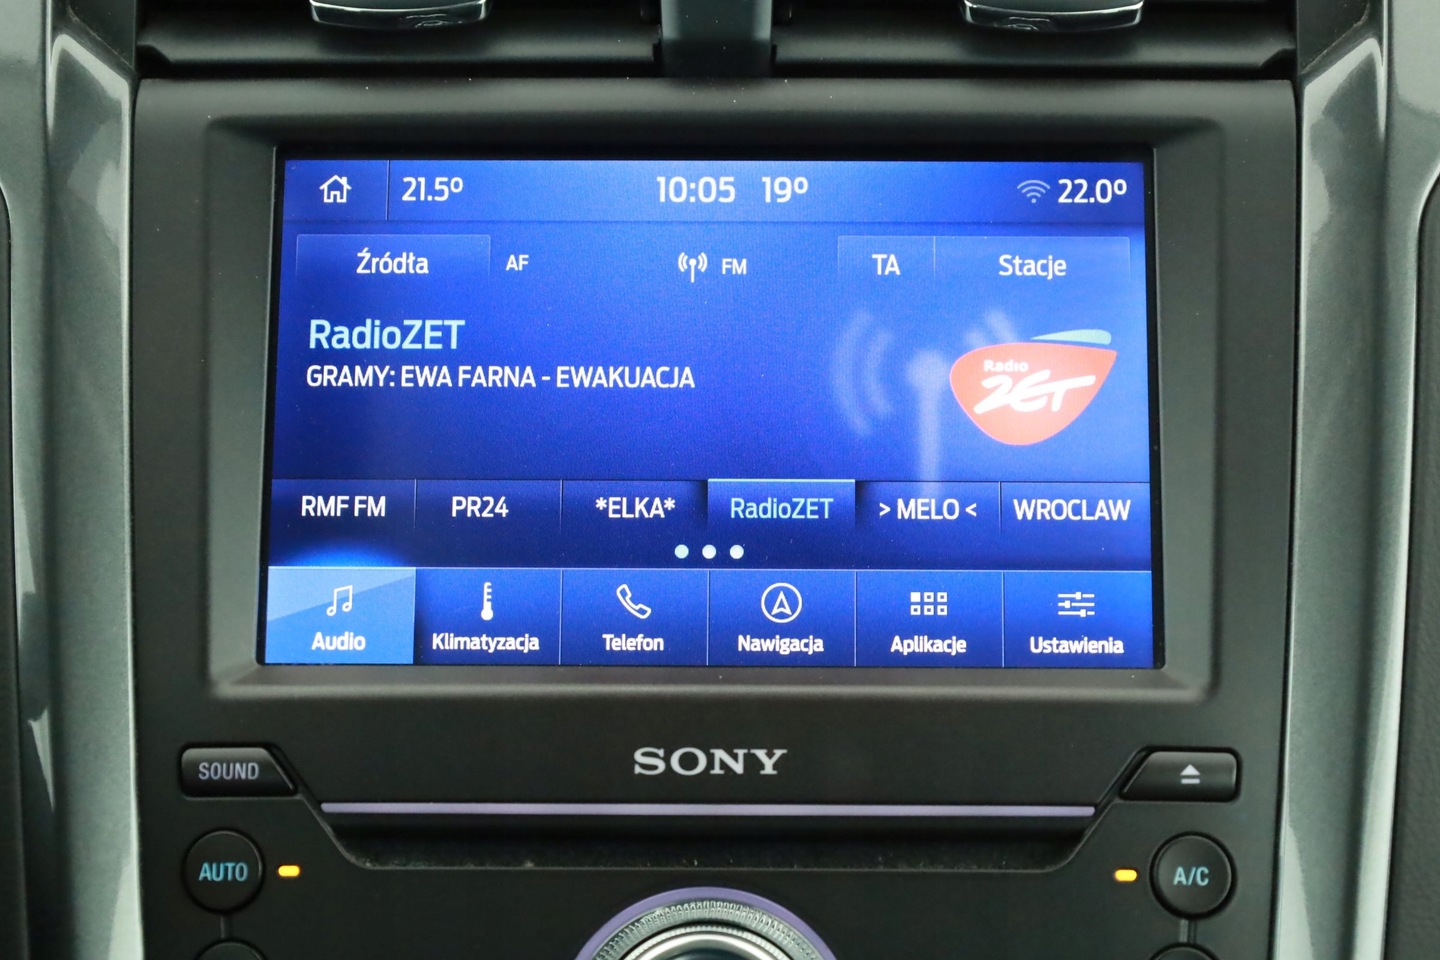 21.5º 10:05 19º 22.0º
Źródła AF FM TA Stacje
RadioZET
GRAMY: EWA FARNA - EWAKUACJA
Radio
ZET
RMF FM PR24 *ELKA* RadioZET > MELO < WROCLAW
Audio Klimatyzacja Telefon Nawigacja Aplikacje Ustawienia
SONY
SOUND
AUTO A/C